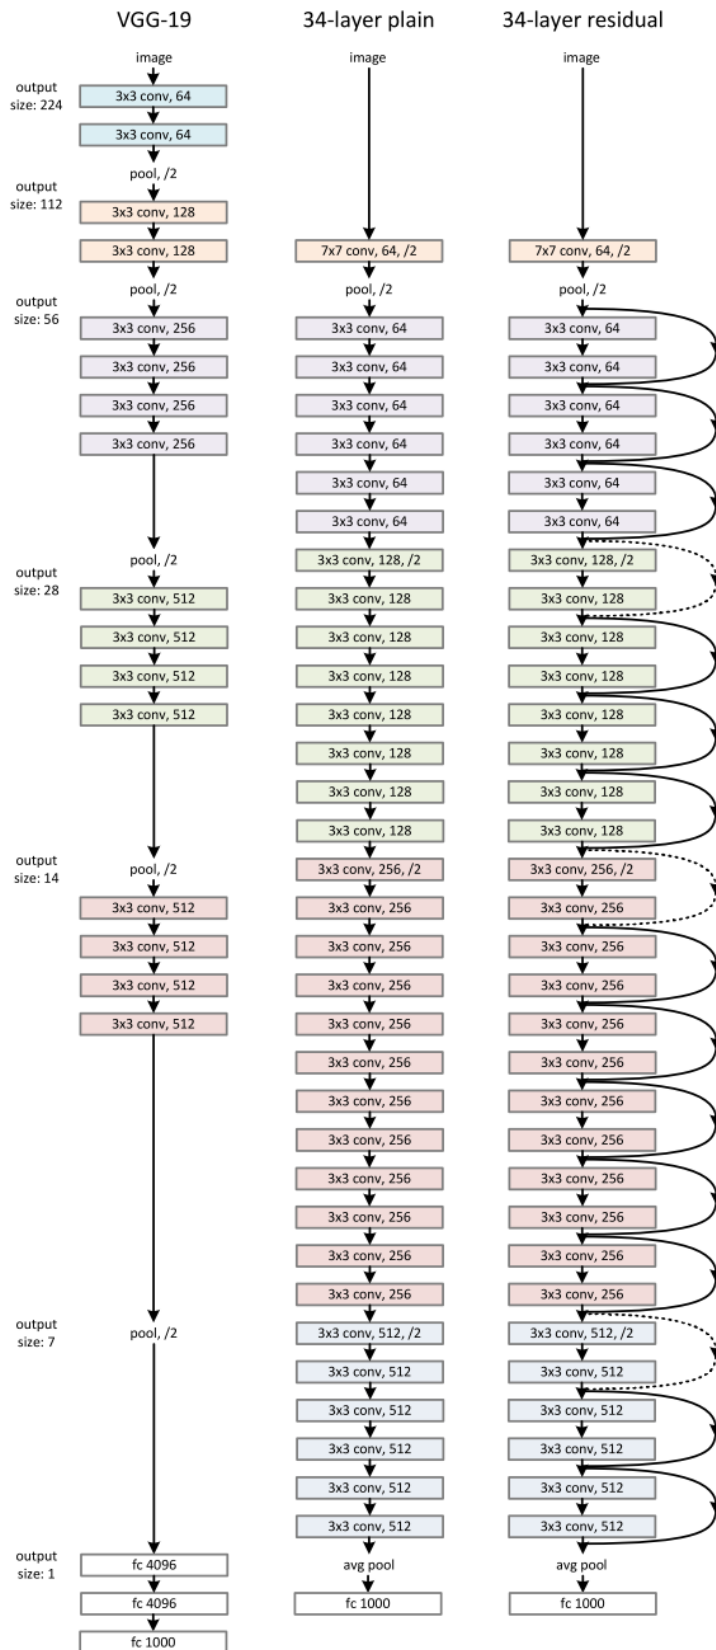 VGG-19
image
output
size: 224
3x3 conv, 64
3x3 conv, 64
pool, /2
output
size: 112
3x3 conv, 128
3x3 conv, 128
pool, /2
output
size: 56
3x3 conv, 256
3x3 conv, 256
3x3 conv, 256
3x3 conv, 256
pool, /2
output
size: 28
3x3 conv, 512
3x3 conv, 512
3x3 conv, 512
3x3 conv, 512
pool, /2
output
size: 14
3x3 conv, 512
3x3 conv, 512
3x3 conv, 512
3x3 conv, 512
output
size: 7
pool, /2
output
size: 1
fc 4096
fc 4096
fc 1000
34-layer plain
image
7x7 conv, 64, /2
pool, /2
3x3 conv, 64
3x3 conv, 64
3x3 conv, 64
3x3 conv, 64
3x3 conv, 64
3x3 conv, 64
3x3 conv, 128, /2
3x3 conv, 128
3x3 conv, 128
3x3 conv, 128
3x3 conv, 128
3x3 conv, 128
3x3 conv, 128
3x3 conv, 128
3x3 conv, 256, /2
3x3 conv, 256
3x3 conv, 256
3x3 conv, 256
3x3 conv, 256
3x3 conv, 256
3x3 conv, 256
3x3 conv, 256
3x3 conv, 256
3x3 conv, 256
3x3 conv, 256
3x3 conv, 256
3x3 conv, 512, /2
3x3 conv, 512
3x3 conv, 512
3x3 conv, 512
3x3 conv, 512
3x3 conv, 512
avg pool
fc 1000
34-layer residual
image
7x7 conv, 64, /2
pool, /2
3x3 conv, 64
3x3 conv, 64
3x3 conv, 64
3x3 conv, 64
3x3 conv, 64
3x3 conv, 64
3x3 conv, 128, /2
3x3 conv, 128
3x3 conv, 128
3x3 conv, 128
3x3 conv, 128
3x3 conv, 128
3x3 conv, 128
3x3 conv, 128
3x3 conv, 256, /2
3x3 conv, 256
3x3 conv, 256
3x3 conv, 256
3x3 conv, 256
3x3 conv, 256
3x3 conv, 256
3x3 conv, 256
3x3 conv, 256
3x3 conv, 256
3x3 conv, 256
3x3 conv, 256
3x3 conv, 512, /2
3x3 conv, 512
3x3 conv, 512
3x3 conv, 512
3x3 conv, 512
3x3 conv, 512
avg pool
fc 1000